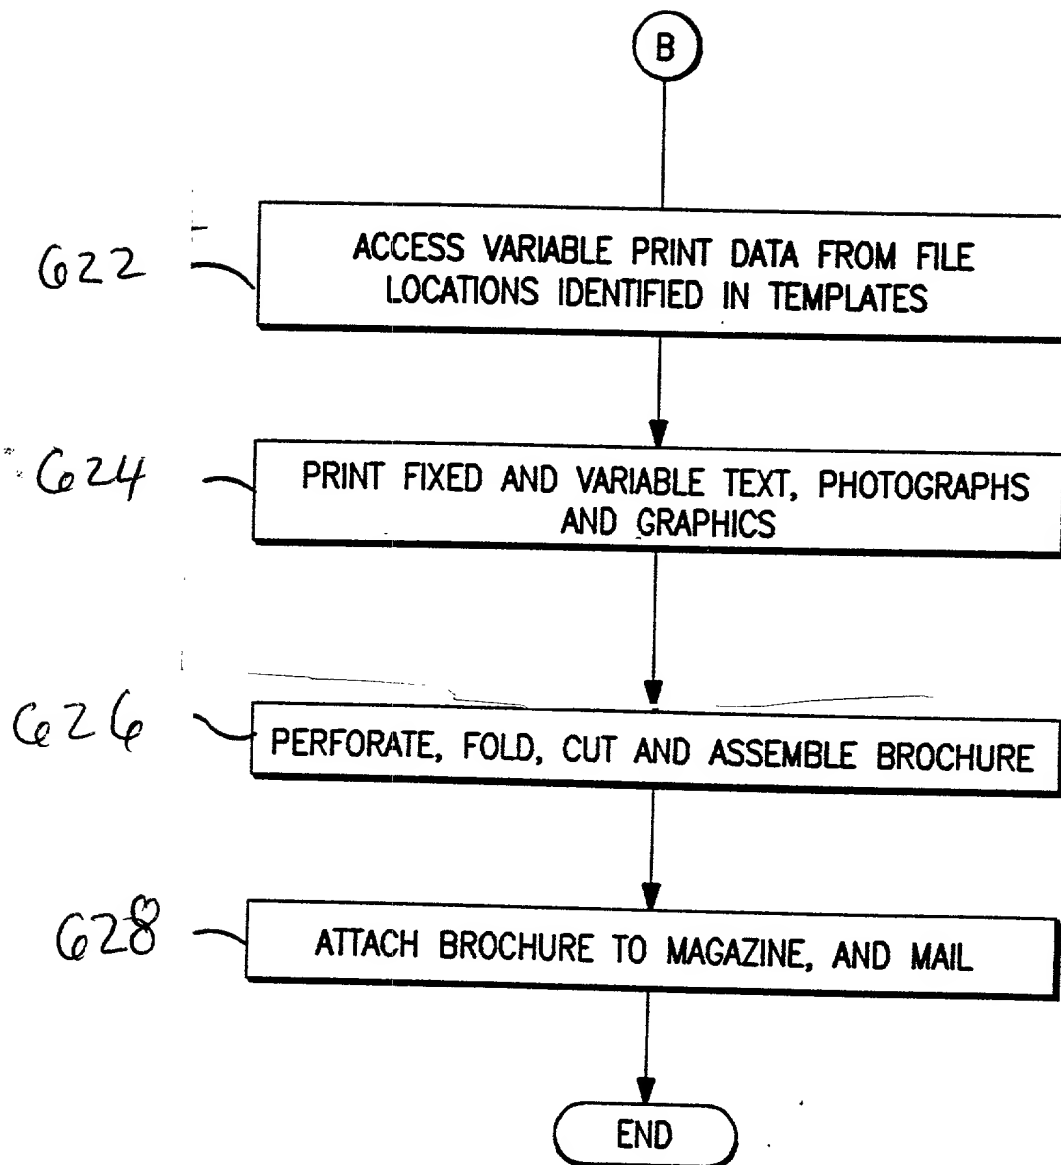 B
622
ACCESS VARIABLE PRINT DATA FROM FILE
LOCATIONS IDENTIFIED IN TEMPLATES
624
PRINT FIXED AND VARIABLE TEXT, PHOTOGRAPHS
AND GRAPHICS
626
PERFORATE, FOLD, CUT AND ASSEMBLE BROCHURE
628
ATTACH BROCHURE TO MAGAZINE, AND MAIL
END